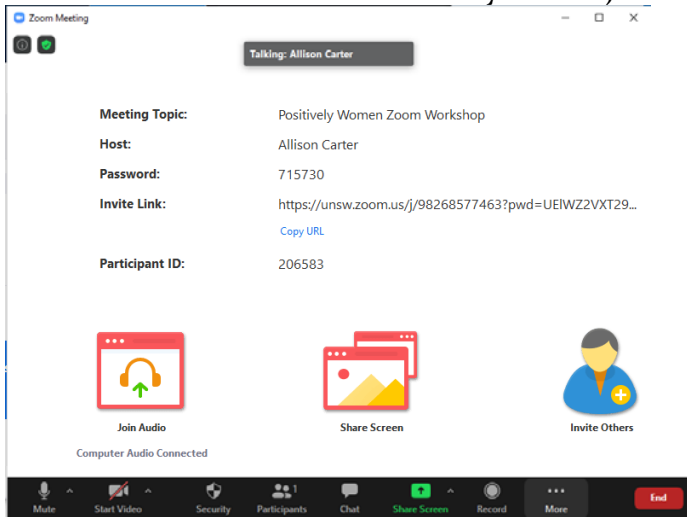 Zoom Meeting
Talking: Allison Carter
Meeting Topic: Positively Women Zoom Workshop
Host: Allison Carter
Password: 715730
Invite Link: https://unsw.zoom.us/j/98268577463?pwd=UElWZ2VXT29...
Copy URL
Participant ID: 206583
Join Audio Share Screen Invite Others
Computer Audio Connected
1
Mute Start Video Security Participants Chat Share Screen Record More End